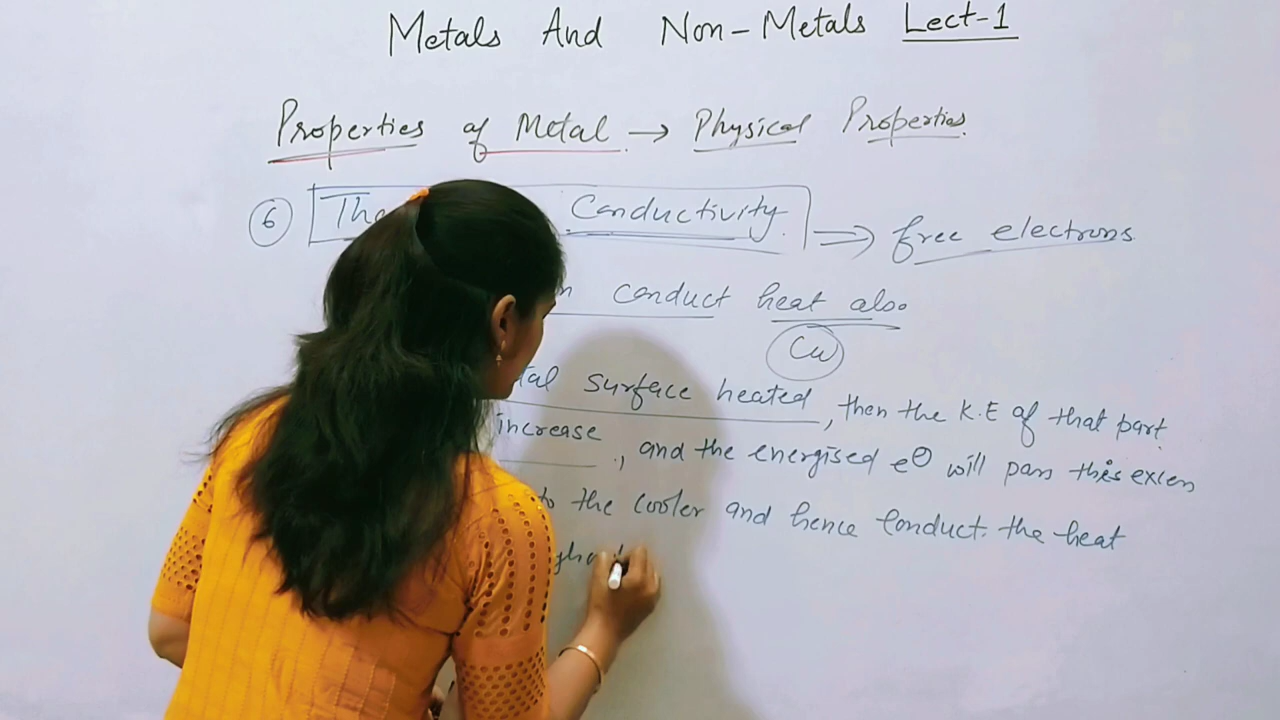 Metals And Non-Metals Lect-1
Properties of Metal → Physical Properties.
6 Conductivity. ⇒ free electrons.
conduct heat also
Cu
surface heated, then the K.E of that part
increase, and the energised e⊖ will pass this excess
to the cooler and hence Conduct. the heat